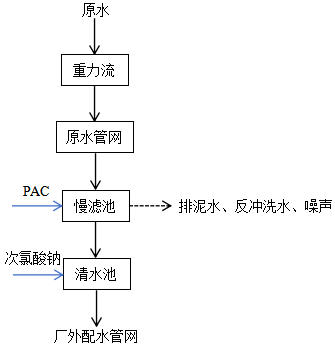 原水
重力流
原水管网
PAC
慢滤池
排泥水、反冲洗水、噪声
次氯酸钠
清水池
厂外配水管网